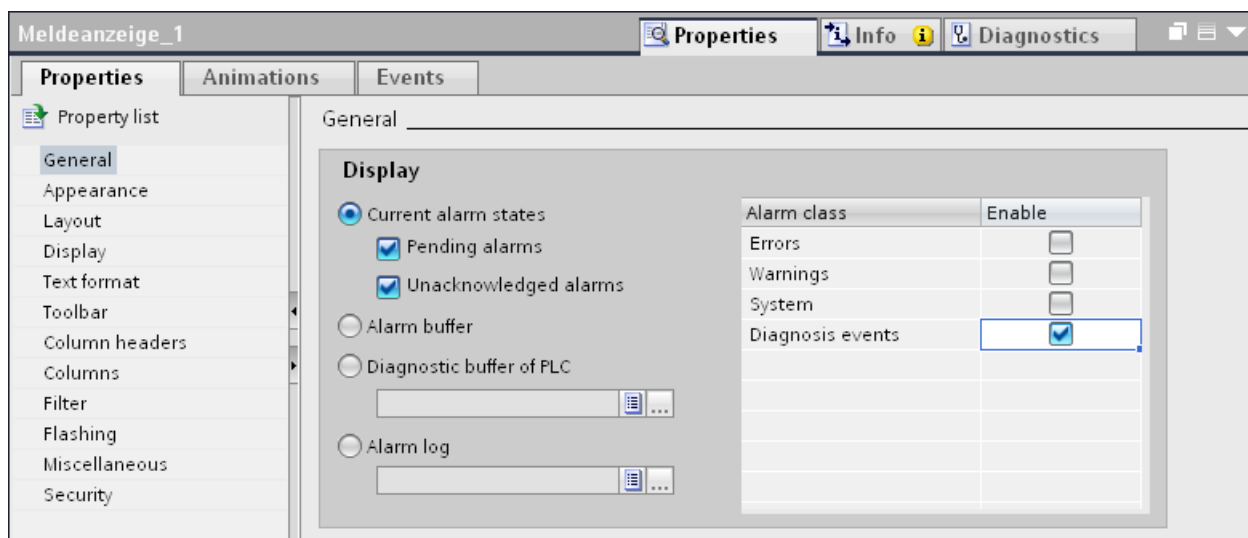 Meldeanzeige_1
Properties
Info
Diagnostics
Properties
Animations
Events
Property list
General
Appearance
Layout
Display
Text format
Toolbar
Column headers
Columns
Filter
Flashing
Miscellaneous
Security
General
Display
Current alarm states
Pending alarms
Unacknowledged alarms
Alarm buffer
Diagnostic buffer of PLC
...
Alarm log
...
Alarm class Enable
Errors
Warnings
System
Diagnosis events